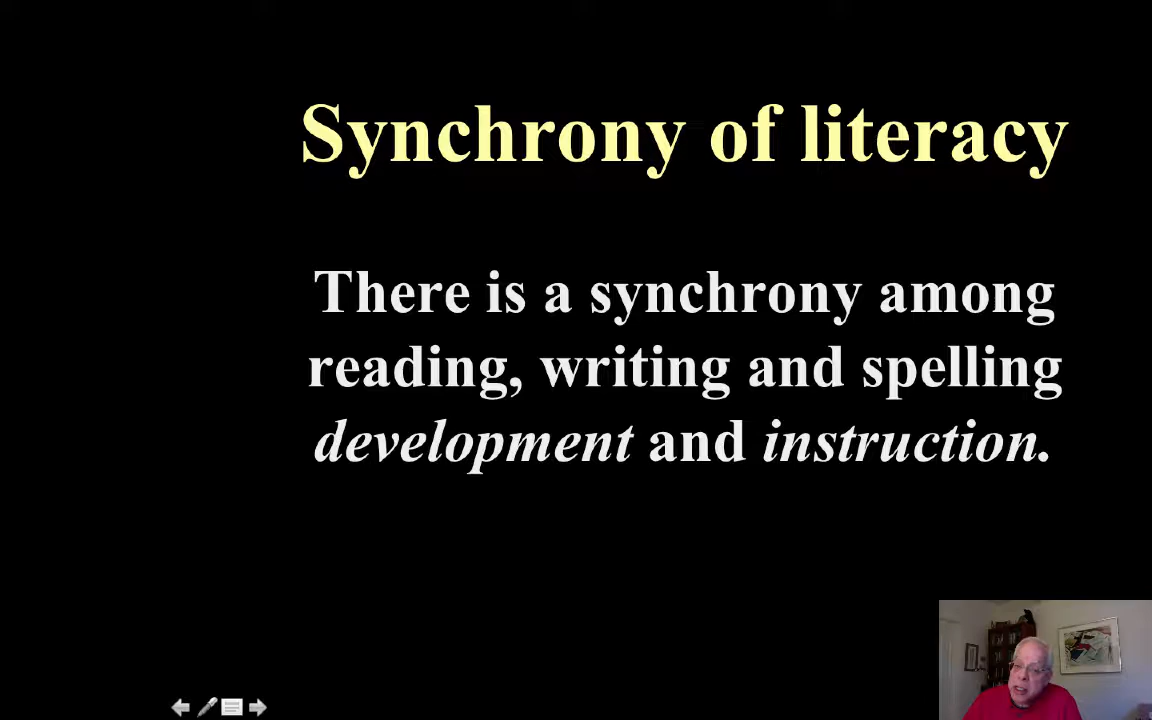 Synchrony of literacy
There is a synchrony among
reading, writing and spelling
development and instruction.